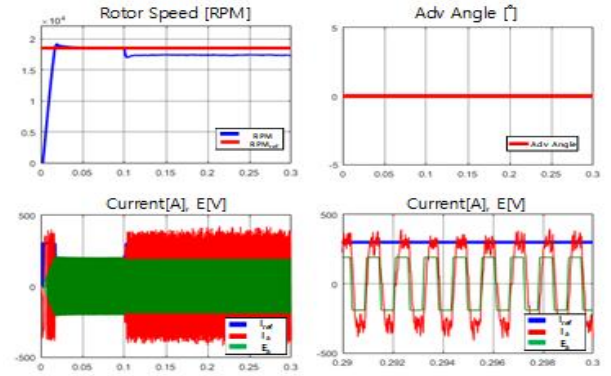 Rotor Speed [RPM]
× 10⁴
2
1.5
1
0.5
0
RPM
RPMref
0 0.05 0.1 0.15 0.2 0.25 0.3
Adv Angle [°]
5
0
-5
Adv Angle
0 0.05 0.1 0.15 0.2 0.25 0.3
Current[A], E[V]
500
0
-500
Iref
Ia
Ea
0 0.05 0.1 0.15 0.2 0.25 0.3
Current[A], E[V]
500
0
-500
Iref
Ia
Ea
0.29 0.292 0.294 0.296 0.298 0.3